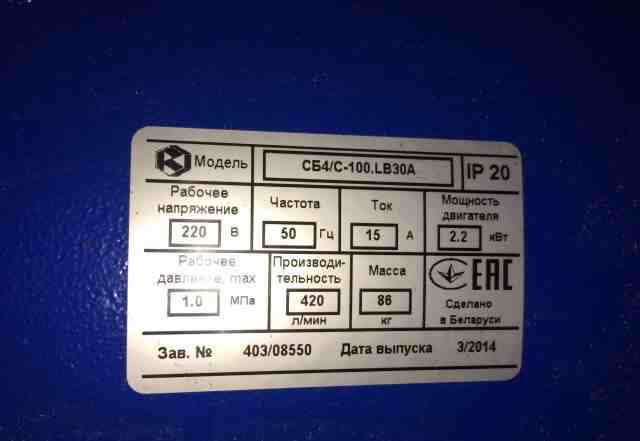 Модель СБ4/С-100.LB30А IP 20
Рабочее напряжение 220 В
Частота 50 Гц
Ток 15 А
Мощность двигателя 2.2 кВт
Рабочее давление, max 1.0 МПа
Производи-
тельность 420 л/мин
Масса 86 кг
ЕАС
Сделано
в Беларуси
Зав. № 403/08550 Дата выпуска 3/2014